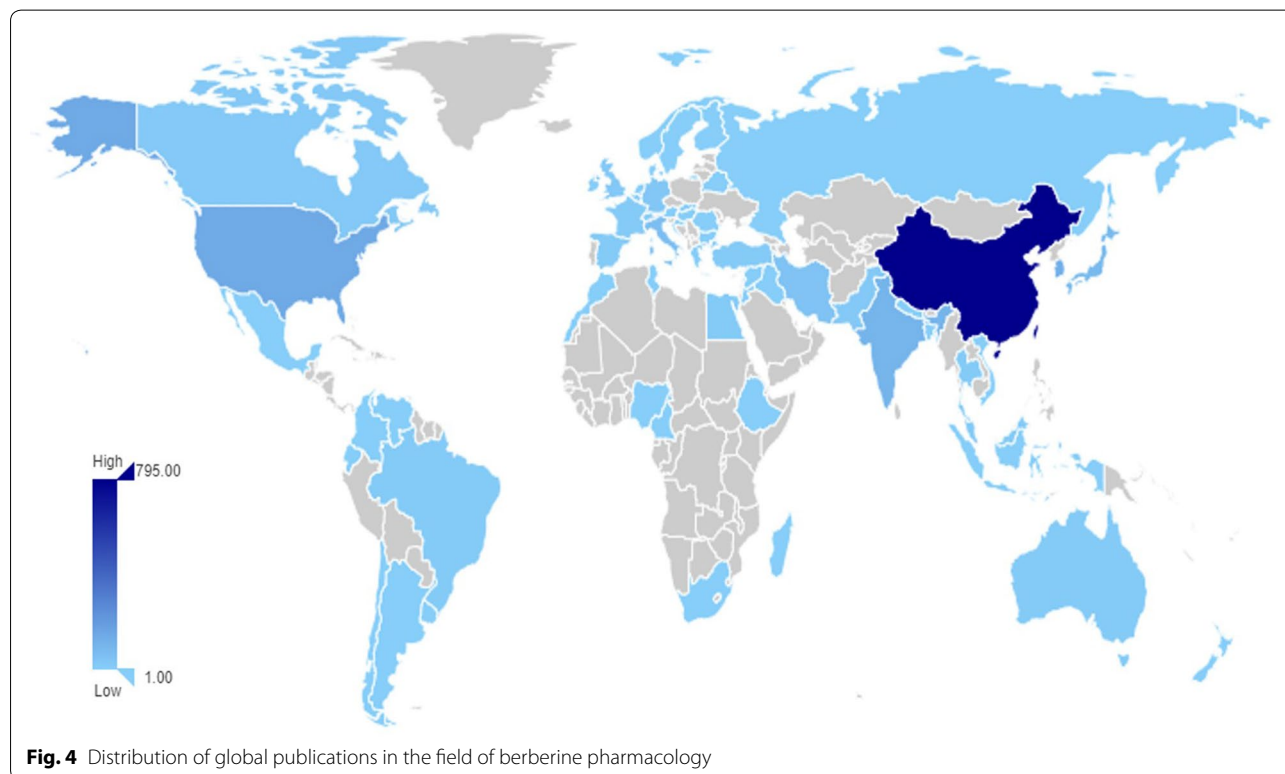 High
795.00
1.00
Low
Fig. 4 Distribution of global publications in the field of berberine pharmacology